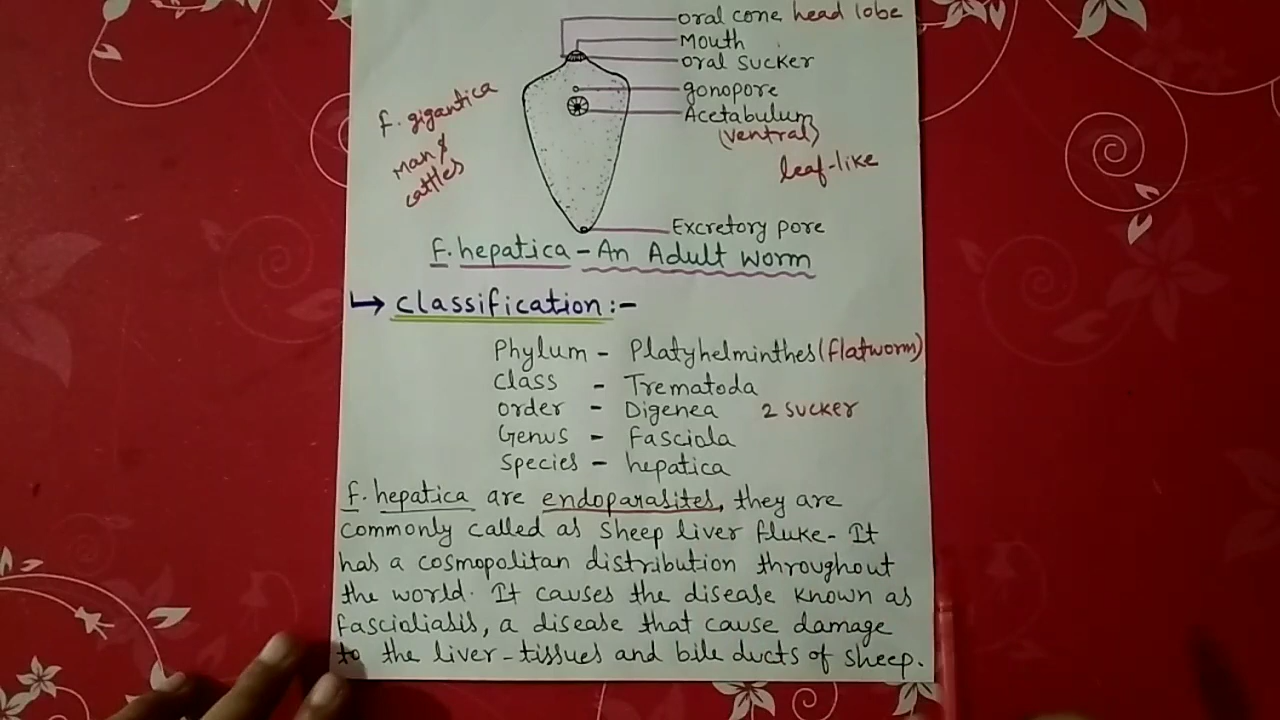 oral cone head lobe
Mouth
oral sucker
gonopore
Acetabulum
(ventral)
leaf-like
F. gigantica
Man &
cattles
Excretory pore
F. hepatica - An Adult worm
↳ classification:-
Phylum - Platyhelminthes (flatworm)
class - Trematoda
order - Digenea 2 sucker
Genus - Fasciola
Species - hepatica
F. hepatica are endoparasites, they are
commonly called as sheep liver fluke. It
has a cosmopolitan distribution throughout
the world. It causes the disease known as
fascioliasis, a disease that cause damage
to the liver-tissues and bile ducts of sheep.